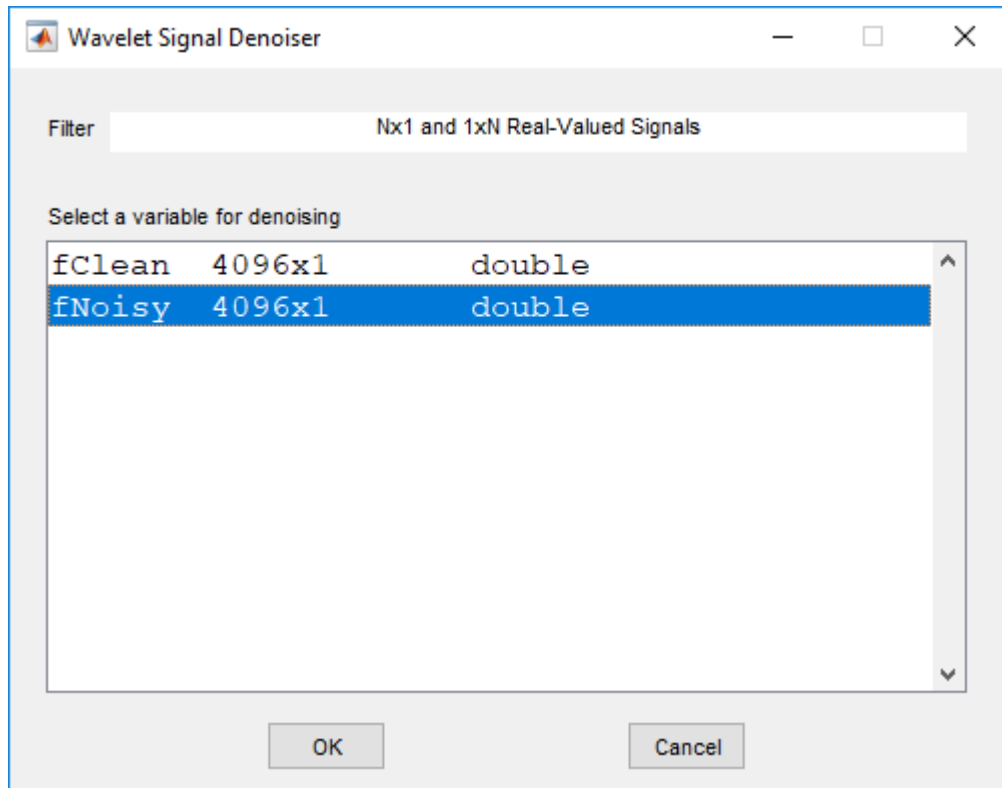 Wavelet Signal Denoiser
Filter Nx1 and 1xN Real-Valued Signals
Select a variable for denoising
fClean 4096x1 double
fNoisy 4096x1 double
OK Cancel